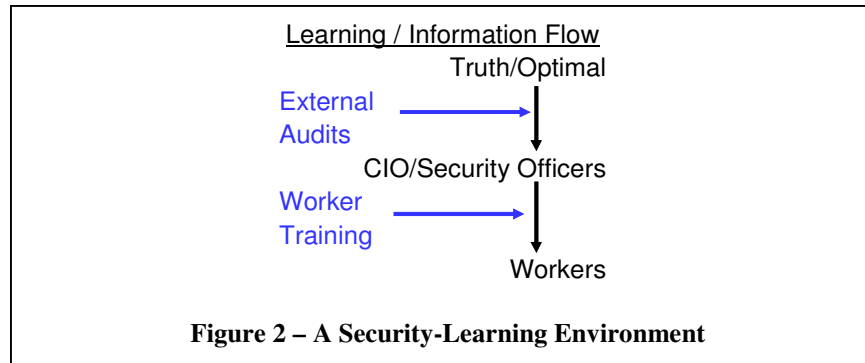 Learning / Information Flow
Truth/Optimal
External
Audits
CIO/Security Officers
Worker
Training
Workers
Figure 2 – A Security-Learning Environment